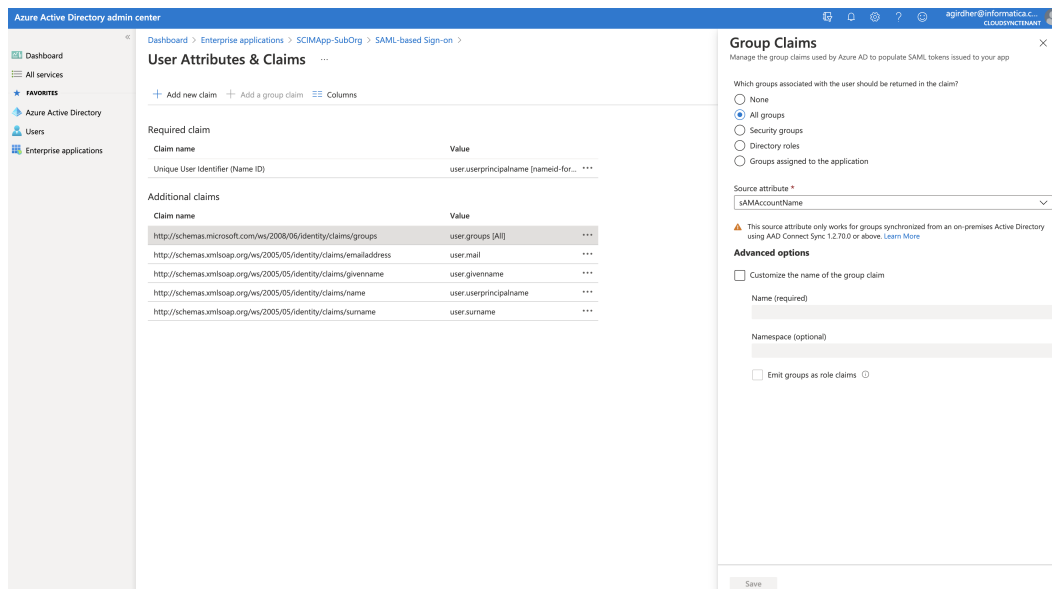 Azure Active Directory admin center
agirdher@informatica.c...
CLOUDSYNCTENANT
«
Dashboard
All services
FAVORITES
Azure Active Directory
Users
Enterprise applications
Dashboard > Enterprise applications > SCIMApp-SubOrg > SAML-based Sign-on >
User Attributes & Claims ...
+ Add new claim + Add a group claim Columns
Required claim
Claim name Value
Unique User Identifier (Name ID) user.userprincipalname [nameid-for... ...
Additional claims
Claim name Value
http://schemas.microsoft.com/ws/2008/06/identity/claims/groups user.groups [All] ...
http://schemas.xmlsoap.org/ws/2005/05/identity/claims/emailaddress user.mail ...
http://schemas.xmlsoap.org/ws/2005/05/identity/claims/givenname user.givenname ...
http://schemas.xmlsoap.org/ws/2005/05/identity/claims/name user.userprincipalname ...
http://schemas.xmlsoap.org/ws/2005/05/identity/claims/surname user.surname ...
Group Claims
Manage the group claims used by Azure AD to populate SAML tokens issued to your app
Which groups associated with the user should be returned in the claim?
None
All groups
Security groups
Directory roles
Groups assigned to the application
Source attribute *
sAMAccountName
This source attribute only works for groups synchronized from an on-premises Active Directory
using AAD Connect Sync 1.2.70.0 or above. Learn More
Advanced options
Customize the name of the group claim
Name (required)
Namespace (optional)
Emit groups as role claims
Save